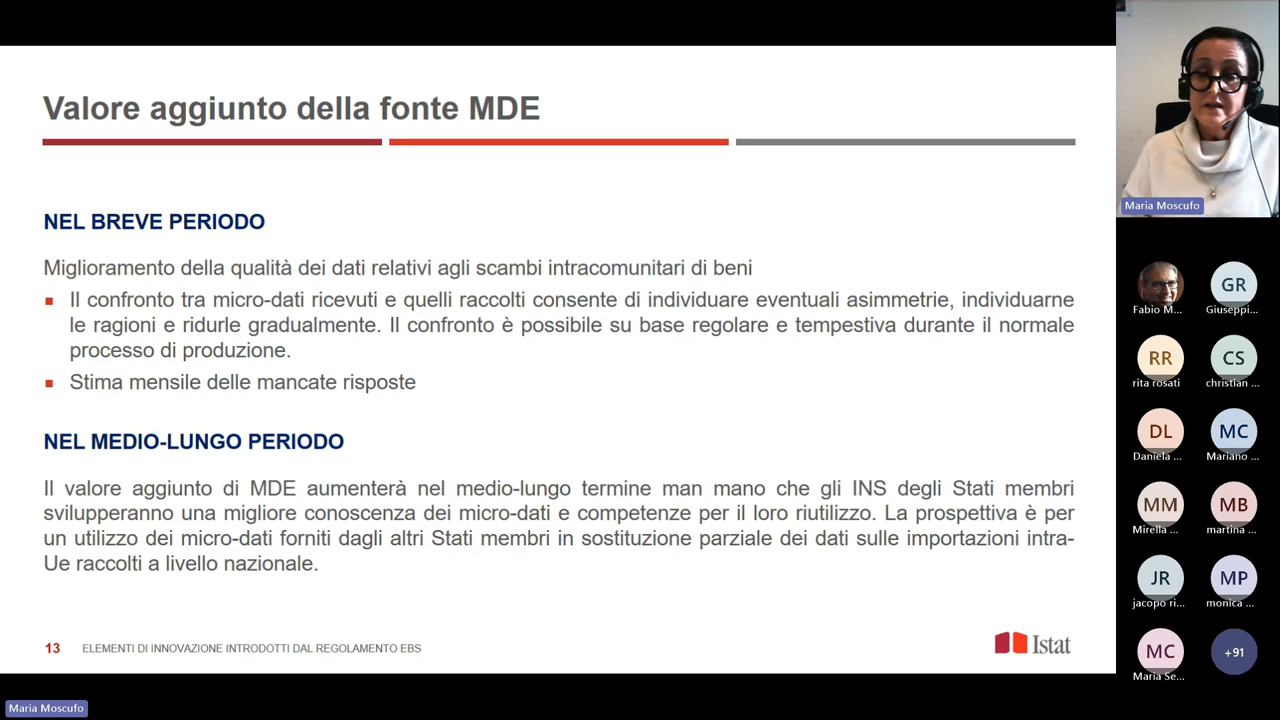 Valore aggiunto della fonte MDE
NEL BREVE PERIODO
Miglioramento della qualità dei dati relativi agli scambi intracomunitari di beni
Il confronto tra micro-dati ricevuti e quelli raccolti consente di individuare eventuali asimmetrie, individuarne
le ragioni e ridurle gradualmente. Il confronto è possibile su base regolare e tempestiva durante il normale
processo di produzione.
Stima mensile delle mancate risposte
NEL MEDIO-LUNGO PERIODO
Il valore aggiunto di MDE aumenterà nel medio-lungo termine man mano che gli INS degli Stati membri
svilupperanno una migliore conoscenza dei micro-dati e competenze per il loro riutilizzo. La prospettiva è per
un utilizzo dei micro-dati forniti dagli altri Stati membri in sostituzione parziale dei dati sulle importazioni intra-
Ue raccolti a livello nazionale.
13 ELEMENTI DI INNOVAZIONE INTRODOTTI DAL REGOLAMENTO EBS
Istat
Maria Moscufo
Fabio M...
GR
Giuseppi...
RR
rita rosati
CS
christian ...
DL
Daniela ...
MC
Mariano ...
MM
Mirella ...
MB
martina ...
JR
jacopo ri...
MP
monica ...
MC
Maria Se...
+91
Maria Moscufo